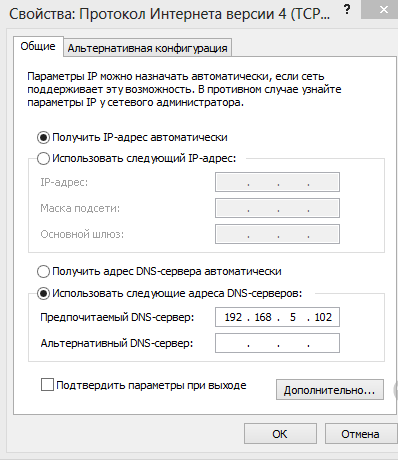 Свойства: Протокол Интернета версии 4 (TCP... ? ×
Общие Альтернативная конфигурация
Параметры IP можно назначать автоматически, если сеть
поддерживает эту возможность. В противном случае узнайте
параметры IP у сетевого администратора.
Получить IP-адрес автоматически
Использовать следующий IP-адрес:
IP-адрес: . . .
Маска подсети: . . .
Основной шлюз: . . .
Получить адрес DNS-сервера автоматически
Использовать следующие адреса DNS-серверов:
Предпочитаемый DNS-сервер: 192 . 168 . 5 . 102
Альтернативный DNS-сервер: . . .
Подтвердить параметры при выходе
Дополнительно...
OK Отмена